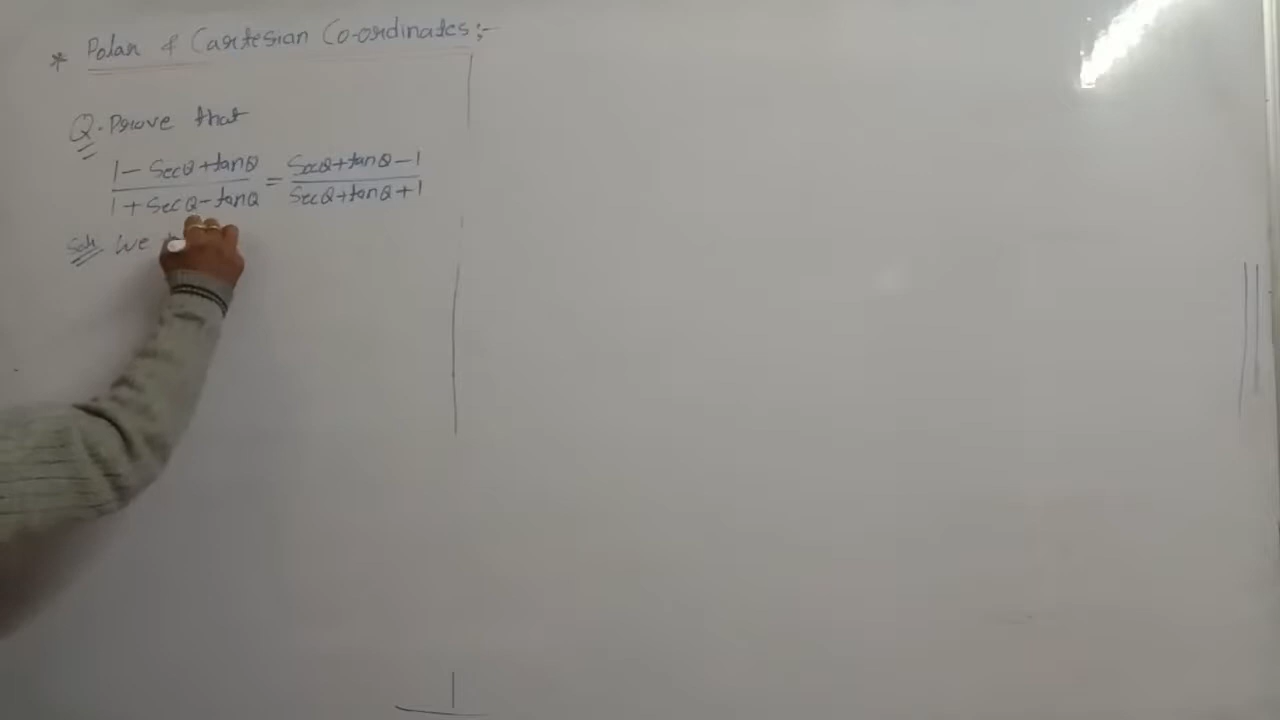 * Polar & Cartesian Co-ordinates:-
Q. Prove that
1 - Secθ + tanθ / 1 + Secθ - tanθ = Secθ + tanθ - 1 / Secθ + tanθ + 1
Sol: We